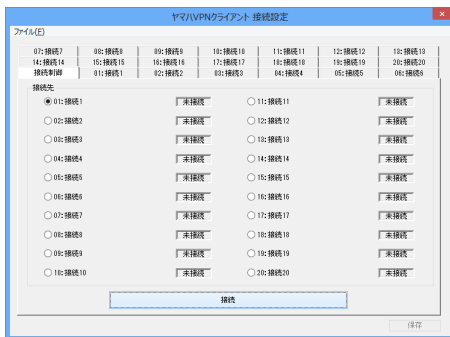 ヤマハVPNクライアント 接続設定
ファイル(F)
07:接続7 08:接続8 09:接続9 10:接続10 11:接続11 12:接続12 13:接続13
14:接続14 15:接続15 16:接続16 17:接続17 18:接続18 19:接続19 20:接続20
接続制御 01:接続1 02:接続2 03:接続3 04:接続4 05:接続5 06:接続6
接続先
01:接続1 未接続 11:接続11 未接続
02:接続2 未接続 12:接続12 未接続
03:接続3 未接続 13:接続13 未接続
04:接続4 未接続 14:接続14 未接続
05:接続5 未接続 15:接続15 未接続
06:接続6 未接続 16:接続16 未接続
07:接続7 未接続 17:接続17 未接続
08:接続8 未接続 18:接続18 未接続
09:接続9 未接続 19:接続19 未接続
10:接続10 未接続 20:接続20 未接続
接続
保存